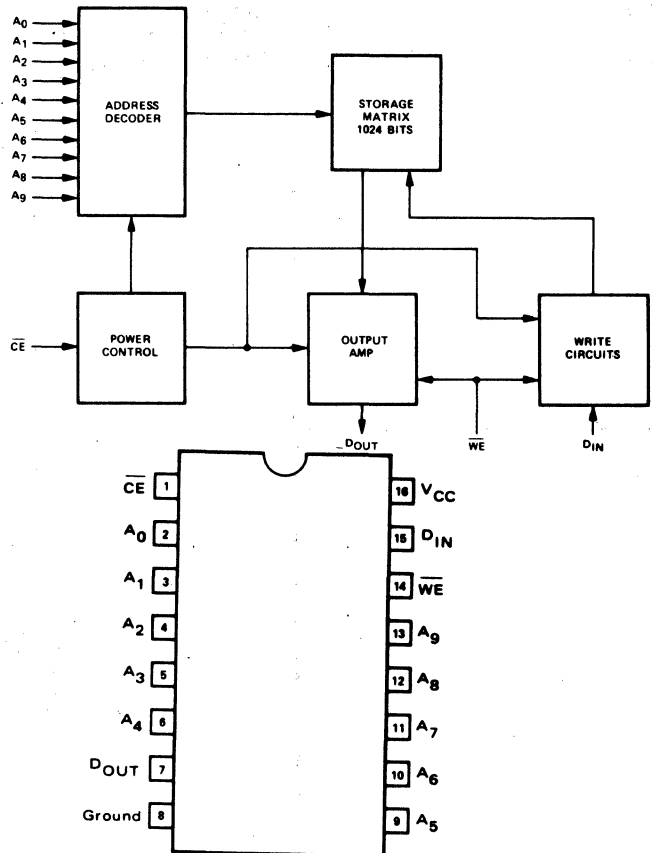 A0
A1
A2
A3
A4
A5
A6
A7
A8
A9
ADDRESS
DECODER
STORAGE
MATRIX
1024 BITS
CE
POWER
CONTROL
OUTPUT
AMP
WRITE
CIRCUITS
DOUT
WE
DIN
CE 1
A0 2
A1 3
A2 4
A3 5
A4 6
DOUT 7
Ground 8
16 VCC
15 DIN
14 WE
13 A9
12 A8
11 A7
10 A6
9 A5